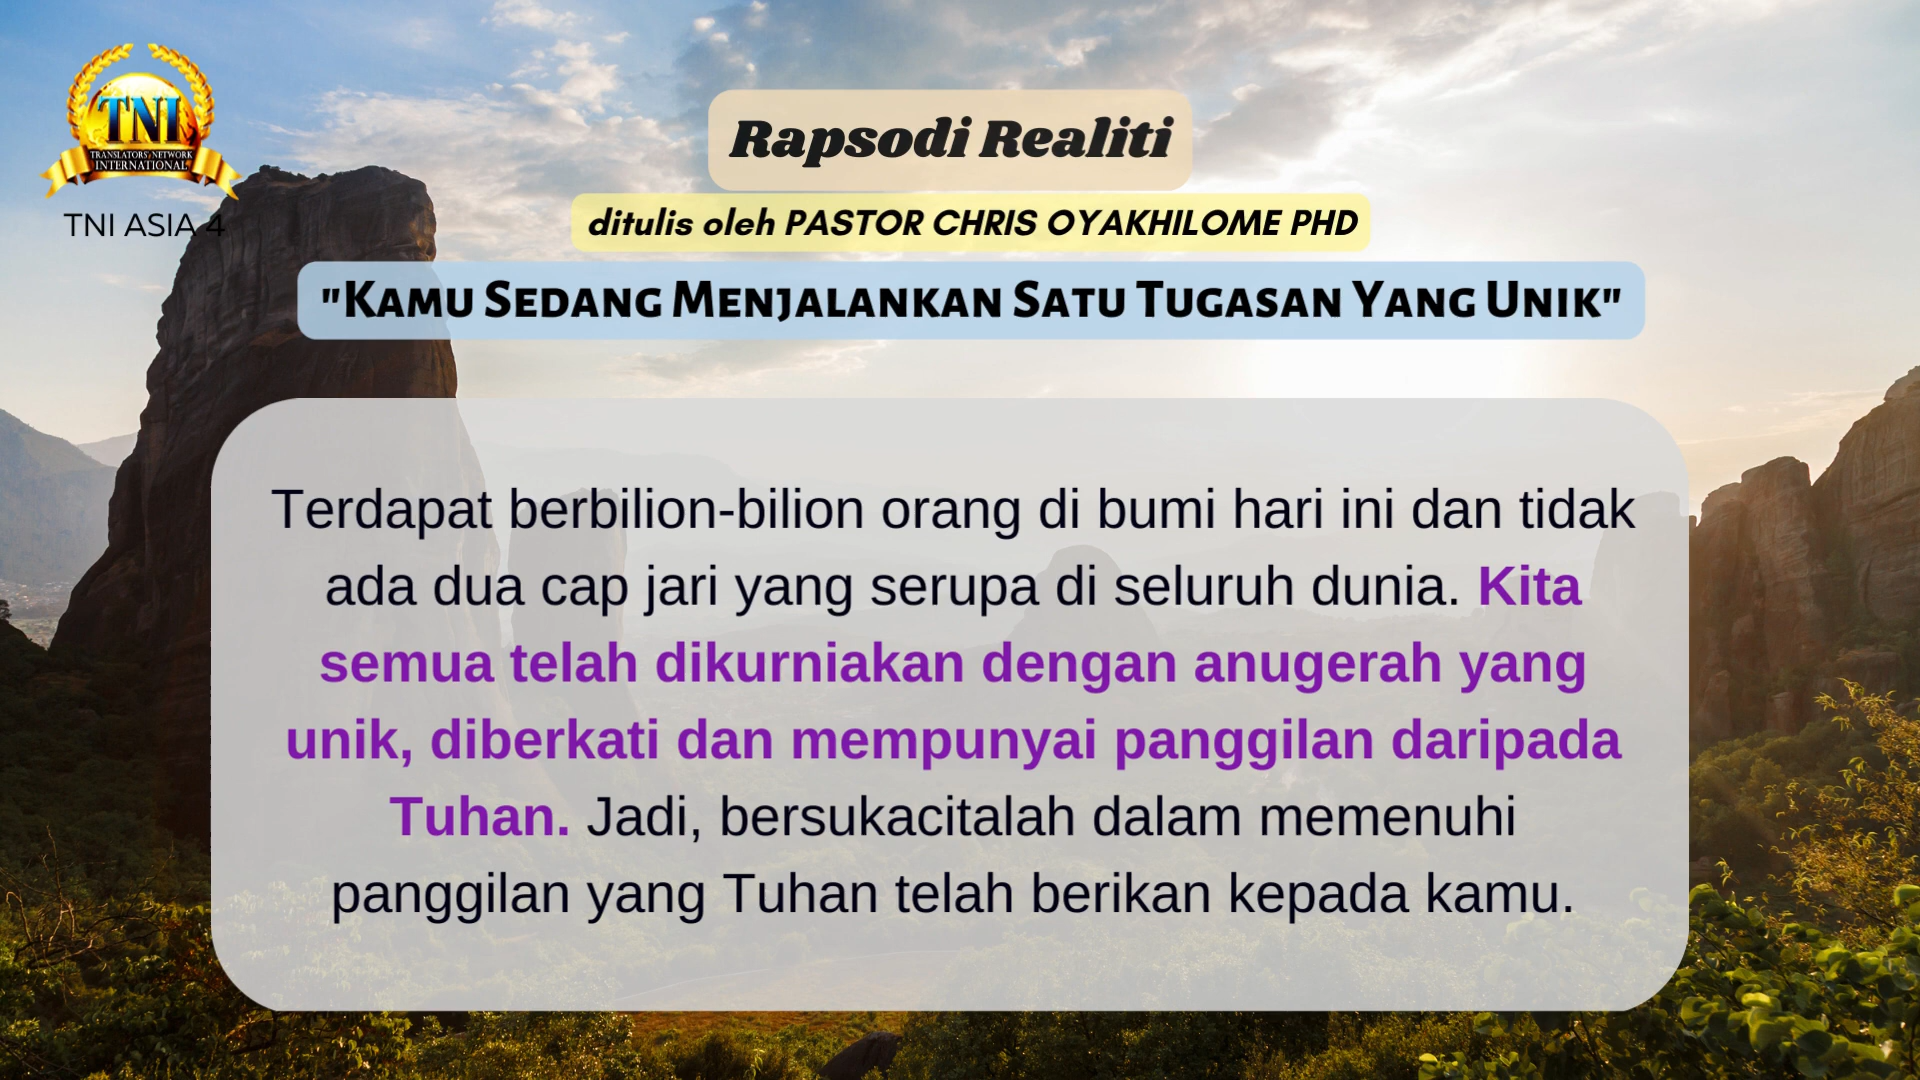 TNI
TRANSLATORS NETWORK
INTERNATIONAL
TNI ASIA 4
Rapsodi Realiti
ditulis oleh PASTOR CHRIS OYAKHILOME PHD
"Kamu Sedang Menjalankan Satu Tugasan Yang Unik"
Terdapat berbilion-bilion orang di bumi hari ini dan tidak
ada dua cap jari yang serupa di seluruh dunia. Kita
semua telah dikurniakan dengan anugerah yang
unik, diberkati dan mempunyai panggilan daripada
Tuhan. Jadi, bersukacitalah dalam memenuhi
panggilan yang Tuhan telah berikan kepada kamu.